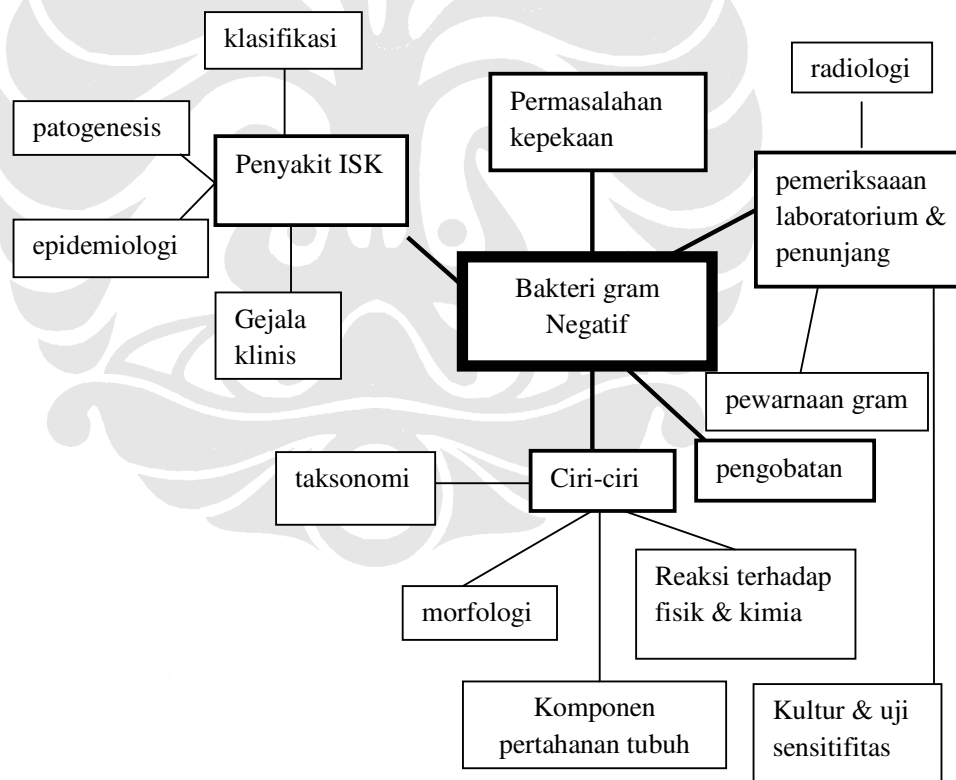 klasifikasi
radiologi
Permasalahan
kepekaan
patogenesis
Penyakit ISK
pemeriksaaan
laboratorium &
penunjang
epidemiologi
Bakteri gram
Negatif
Gejala
klinis
pewarnaan gram
pengobatan
taksonomi
Ciri-ciri
Reaksi terhadap
fisik & kimia
morfologi
Komponen
pertahanan tubuh
Kultur & uji
sensitifitas